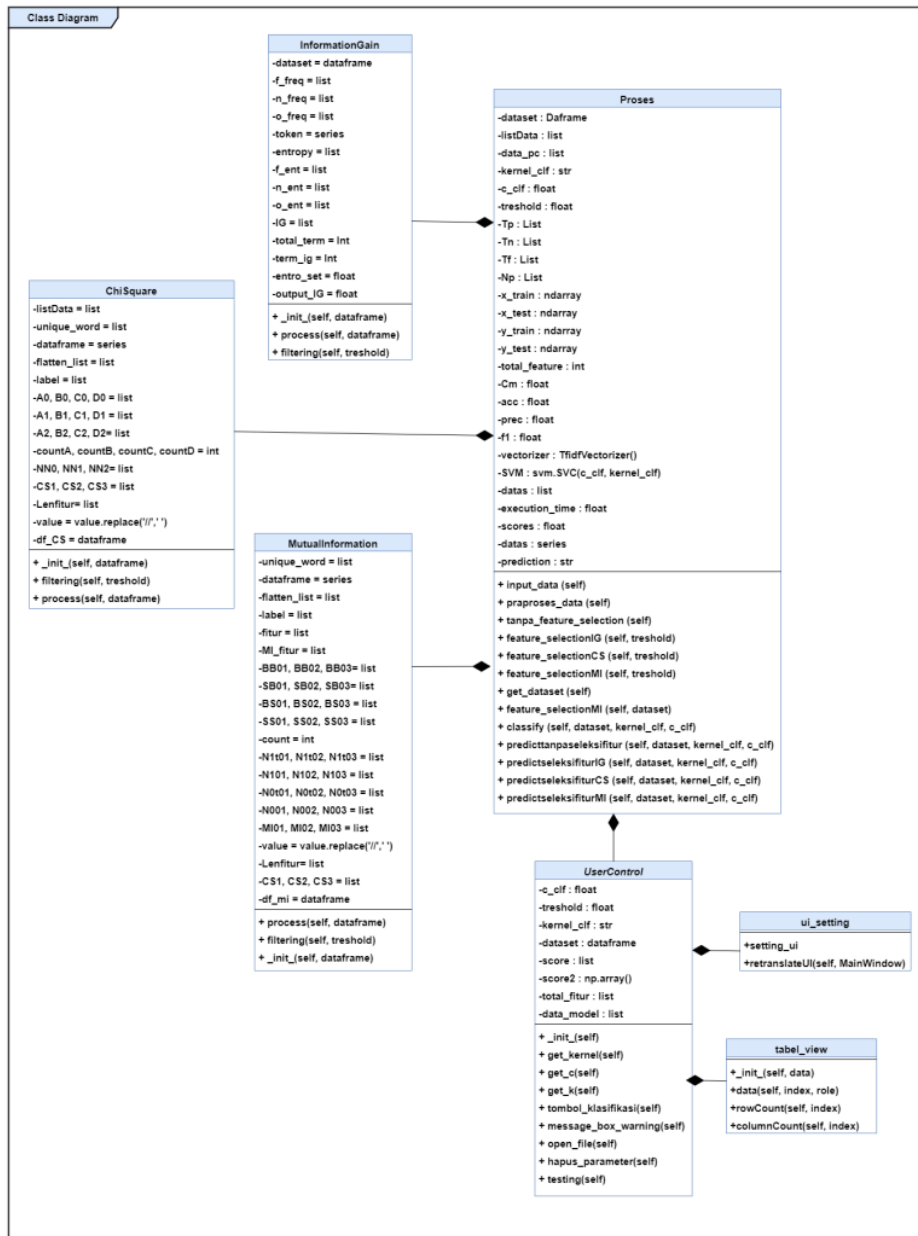 Class Diagram
InformationGain
-dataset = dataframe
-f_freq = list
-n_freq = list
-o_freq = list
-token = series
-entropy = list
-f_ent = list
-n_ent = list
-o_ent = list
-IG = list
-total_term = Int
-term_ig = Int
-entro_set = float
-output_IG = float
+ _init_(self, dataframe)
+ process(self, dataframe)
+ filtering(self, treshold)
Proses
-dataset : Daframe
-listData : list
-data_pc : list
-kernel_clf : str
-c_clf : float
-treshold : float
-Tp : List
-Tn : List
-Tf : List
-Np : List
-x_train : ndarray
-x_test : ndarray
-y_train : ndarray
-y_test : ndarray
-total_feature : int
-Cm : float
-acc : float
-prec : float
-f1 : float
-vectorizer : TfidfVectorizer()
-SVM : svm.SVC(c_clf, kernel_clf)
-datas : list
-execution_time : float
-scores : float
-datas : series
-prediction : str
+ input_data (self)
+ praproses_data (self)
+ tanpa_feature_selection (self)
+ feature_selectionIG (self, treshold)
+ feature_selectionCS (self, treshold)
+ feature_selectionMI (self, treshold)
+ get_dataset (self)
+ feature_selectionMI (self, dataset)
+ classify (self, dataset, kernel_clf, c_clf)
+ predicttanpaseleksifitur (self, dataset, kernel_clf, c_clf)
+ predictseleksifiturIG (self, dataset, kernel_clf, c_clf)
+ predictseleksifiturCS (self, dataset, kernel_clf, c_clf)
+ predictseleksifiturMI (self, dataset, kernel_clf, c_clf)
ChiSquare
-listData = list
-unique_word = list
-dataframe = series
-flatten_list = list
-label = list
-A0, B0, C0, D0 = list
-A1, B1, C1, D1 = list
-A2, B2, C2, D2= list
-countA, countB, countC, countD = int
-NN0, NN1, NN2= list
-CS1, CS2, CS3 = list
-Lenfitur= list
-value = value.replace('//',' ')
-df_CS = dataframe
+ _init_(self, dataframe)
+ filtering(self, treshold)
+ process(self, dataframe)
MutualInformation
-unique_word = list
-dataframe = series
-flatten_list = list
-label = list
-fitur = list
-MI_fitur = list
-BB01, BB02, BB03= list
-SB01, SB02, SB03= list
-BS01, BS02, BS03 = list
-SS01, SS02, SS03 = list
-count = int
-N1t01, N1t02, N1t03 = list
-N101, N102, N103 = list
-N0t01, N0t02, N0t03 = list
-N001, N002, N003 = list
-MI01, MI02, MI03 = list
-value = value.replace('//',' ')
-Lenfitur= list
-CS1, CS2, CS3 = list
-df_mi = dataframe
+ process(self, dataframe)
+ filtering(self, treshold)
+ _init_(self, dataframe)
UserControl
-c_clf : float
-treshold : float
-kernel_clf : str
-dataset : dataframe
-score : list
-score2 : np.array()
-total_fitur : list
-data_model : list
+ _init_(self)
+ get_kernel(self)
+ get_c(self)
+ get_k(self)
+ tombol_klasifikasi(self)
+ message_box_warning(self)
+ open_file(self)
+ hapus_parameter(self)
+ testing(self)
ui_setting
+setting_ui
+retranslateUI(self, MainWindow)
tabel_view
+_init_(self, data)
+data(self, index, role)
+rowCount(self, index)
+columnCount(self, index)